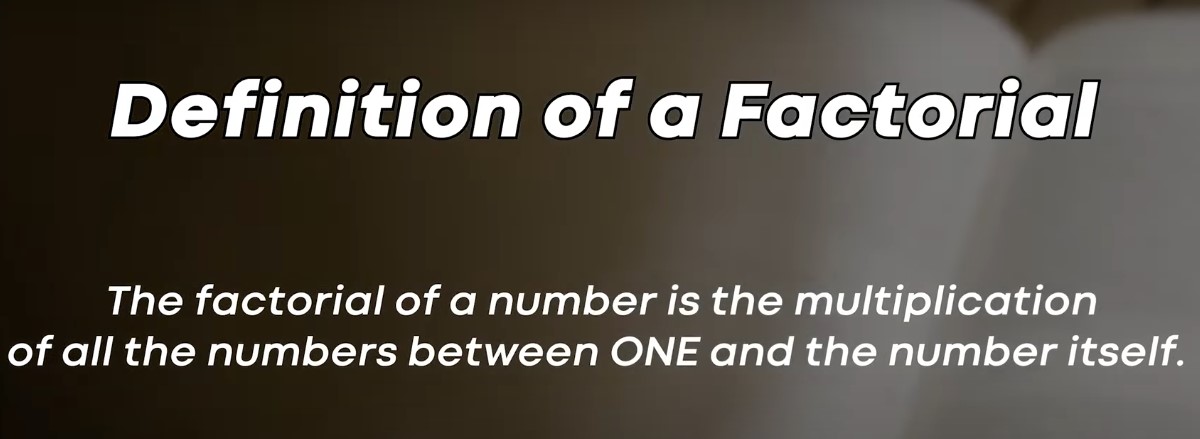 Definition of a Factorial
The factorial of a number is the multiplication
of all the numbers between ONE and the number itself.